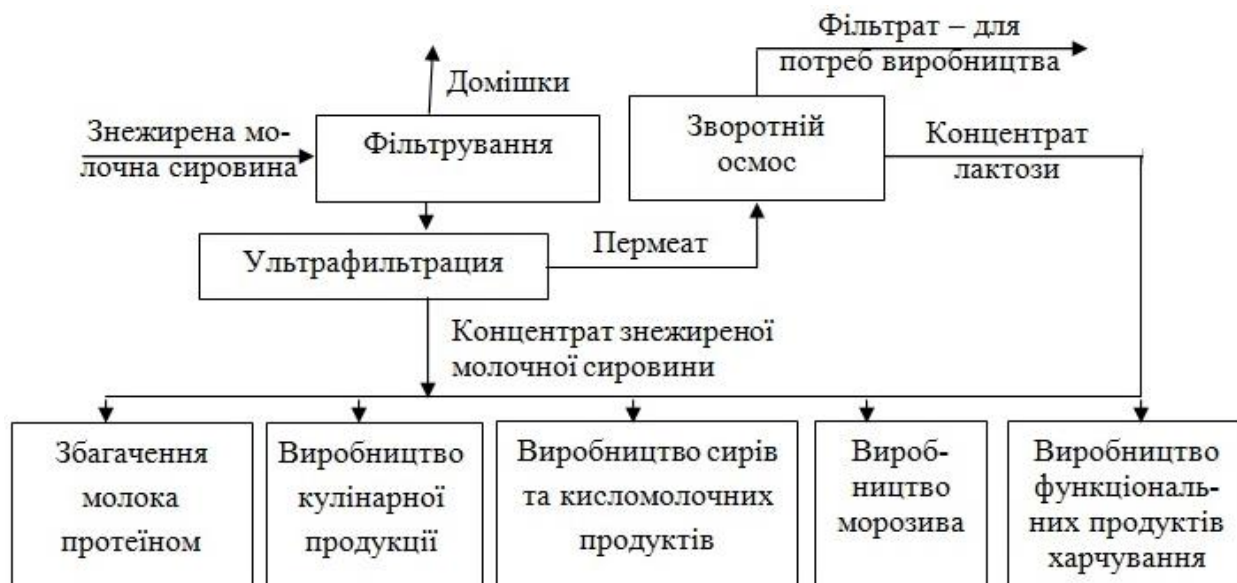 Фільтрат – для
потреб виробництва
Домішки
Знежирена мо-
лочна сировина
Фільтрування
Зворотній
осмос
Концентрат
лактози
Ультрафильтрация
Пермеат
Концентрат знежиреної
молочної сировини
Збагачення
молока
протеїном
Виробництво
кулінарної
продукції
Виробництво сирів
та кисломолочних
продуктів
Вироб-
ництво
морозива
Виробництво
функціональ-
них продуктів
харчування